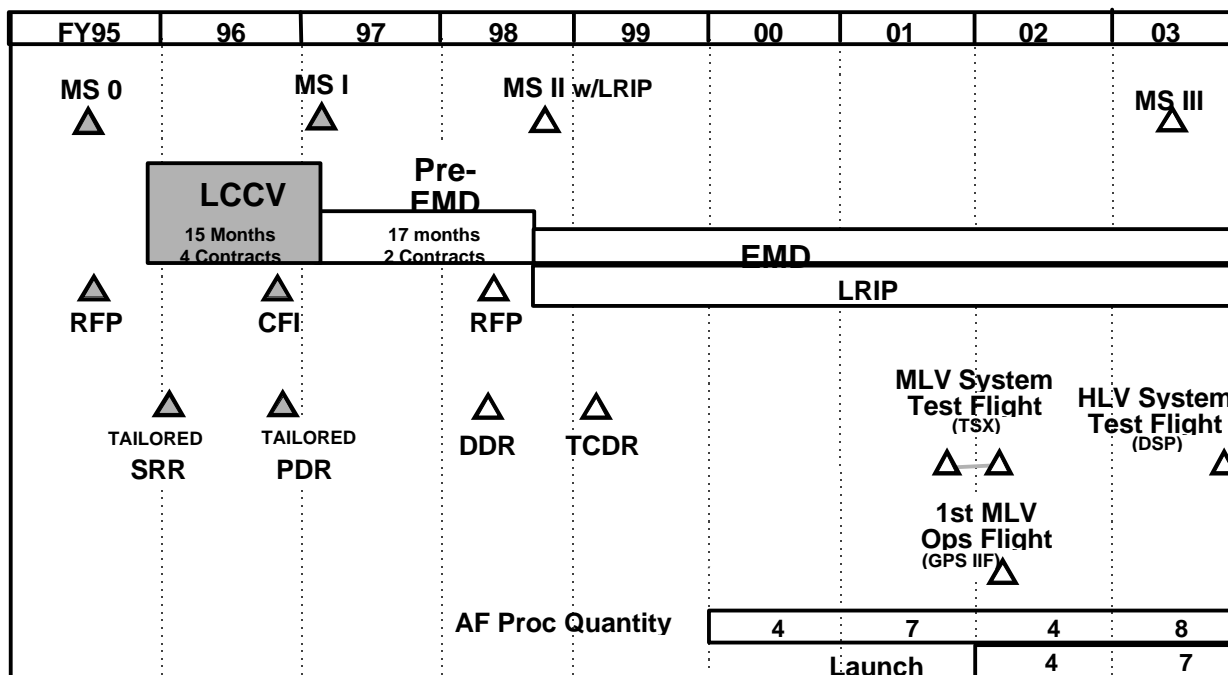 FY95 96 97 98 99 00 01 02 03
MS 0 MS I MS II w/LRIP MS III
LCCV
15 Months
4 Contracts
Pre-
EMD
17 months
2 Contracts
EMD
LRIP
RFP CFI RFP
MLV System
Test Flight
(TSX)
HLV System
Test Flight
(DSP)
TAILORED
SRR
TAILORED
PDR
DDR TCDR
1st MLV
Ops Flight
(GPS IIF)
AF Proc Quantity 4 7 4 8
Launch 4 7